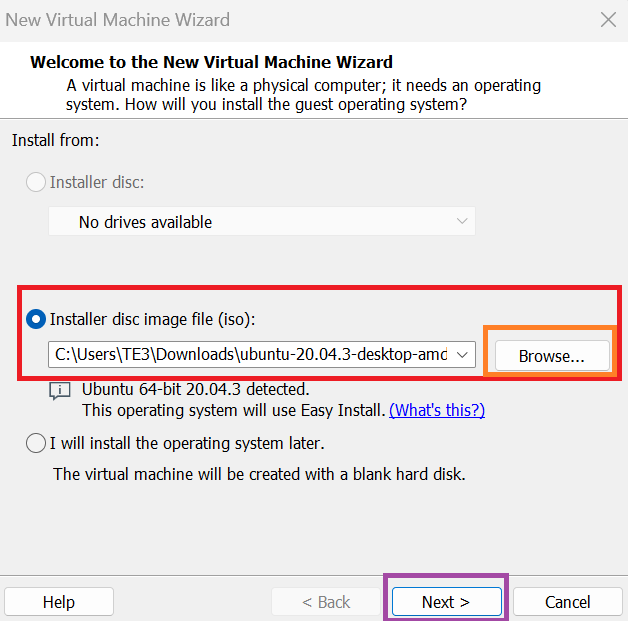 New Virtual Machine Wizard
Welcome to the New Virtual Machine Wizard
A virtual machine is like a physical computer; it needs an operating
system. How will you install the guest operating system?
Install from:
Installer disc:
No drives available
Installer disc image file (iso):
C:\Users\TE3\Downloads\ubuntu-20.04.3-desktop-amd
Browse...
Ubuntu 64-bit 20.04.3 detected.
This operating system will use Easy Install. (What's this?)
I will install the operating system later.
The virtual machine will be created with a blank hard disk.
Help
< Back
Next >
Cancel